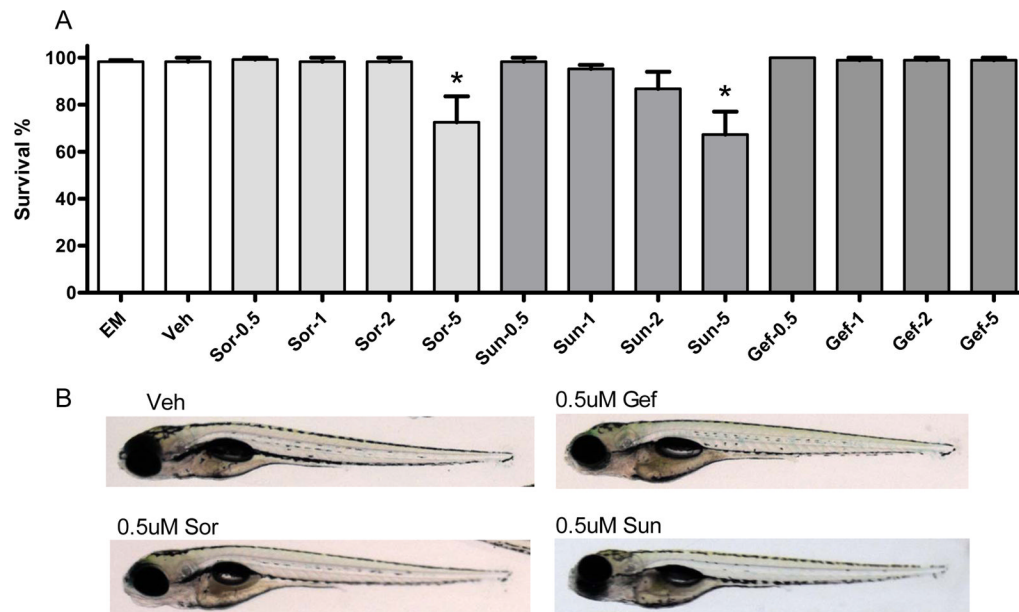 A
Survival %
100
80
60
40
20
0
*
*
EM
Veh
Sor-0.5
Sor-1
Sor-2
Sor-5
Sun-0.5
Sun-1
Sun-2
Sun-5
Gef-0.5
Gef-1
Gef-2
Gef-5
B
Veh
0.5uM Gef
0.5uM Sor
0.5uM Sun